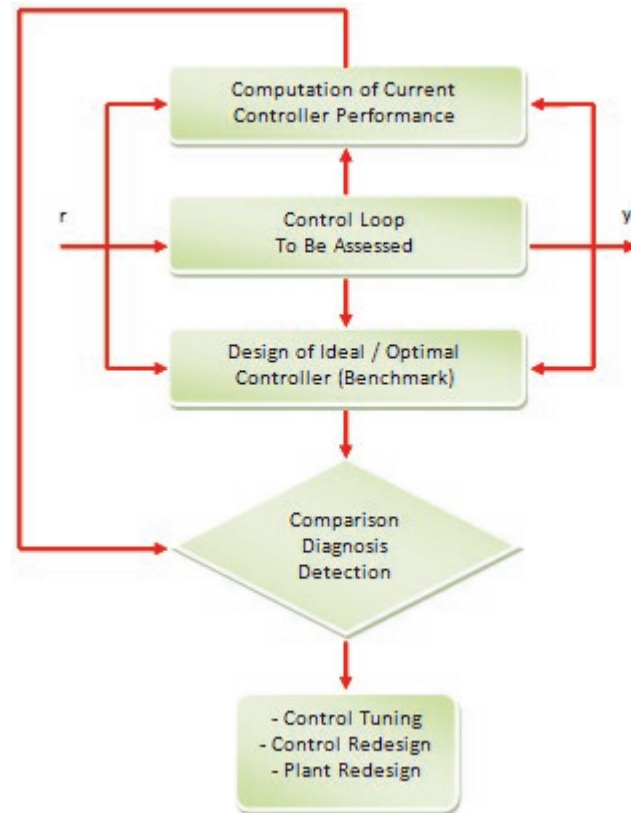 Computation of Current
Controller Performance
r
Control Loop
To Be Assessed
y
Design of Ideal / Optimal
Controller (Benchmark)
Comparison
Diagnosis
Detection
- Control Tuning
- Control Redesign
- Plant Redesign